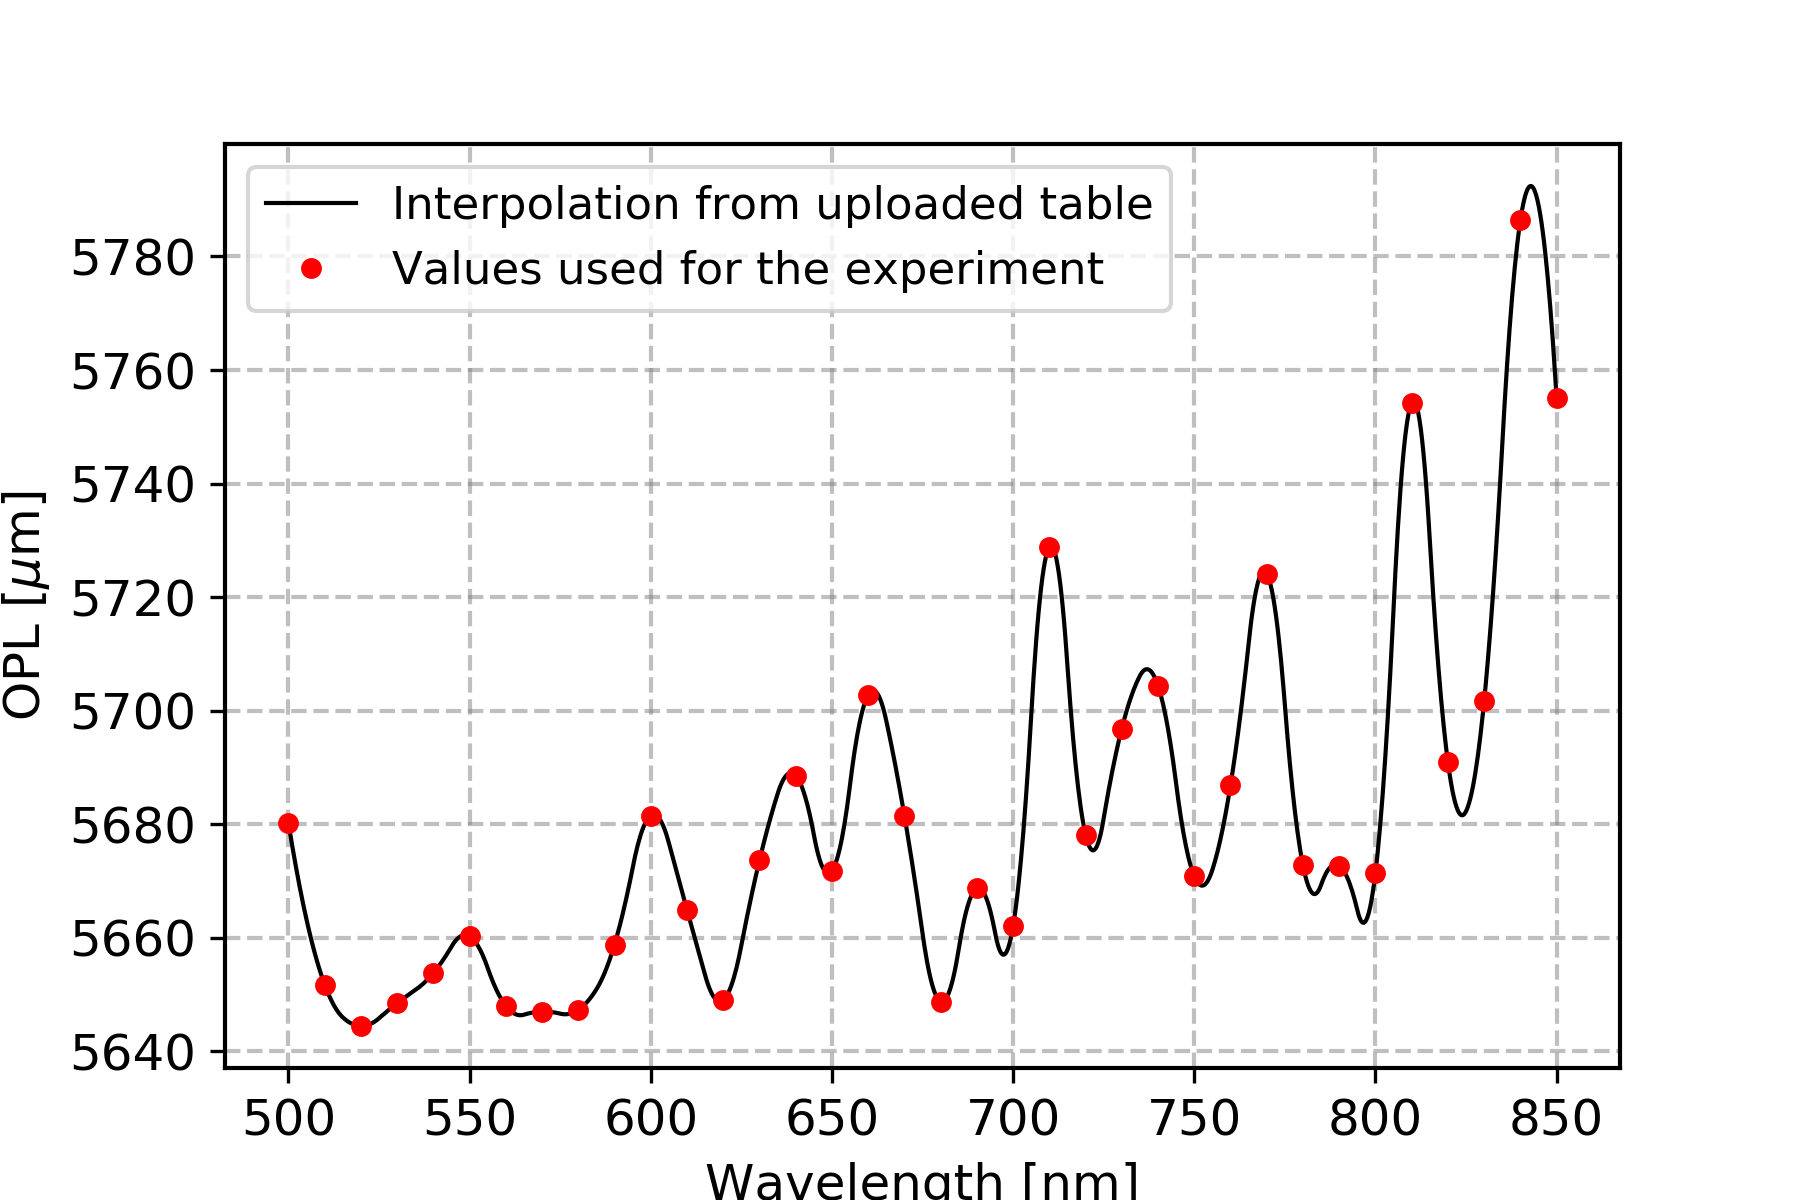 Interpolation from uploaded table
Values used for the experiment
5780
5760
5740
5720
5700
5680
5660
5640
OPL [μm]
500 550 600 650 700 750 800 850
Wavelength [nm]